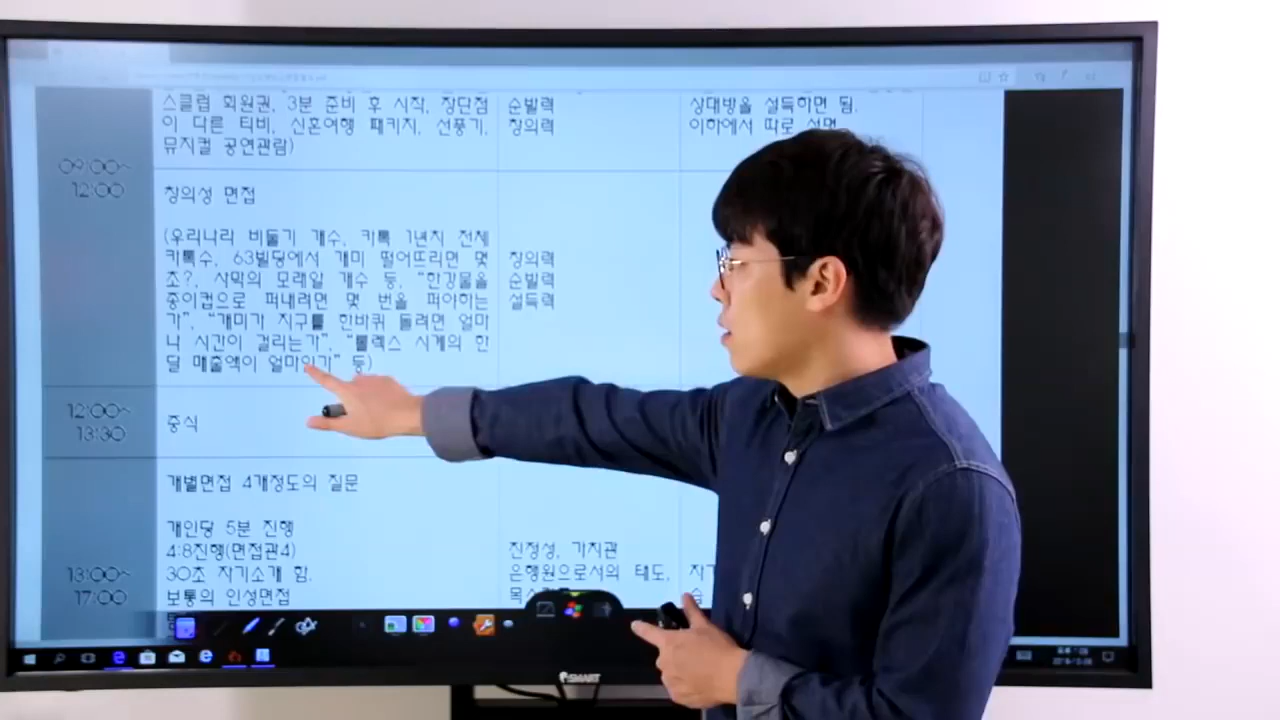 스클럽 회원권, 3분 준비 후 시작, 장단점
이 다른 티비, 신혼여행 패키지, 선풍기,
뮤지컬 공연관람)
순발력
창의력
상대방을 설득하면 됨.
이하에서 따로 설명
09:00~
12:00
창의성 면접
(우리나리 비둘기 개수, 카톡 1년치 전체
카톡수, 63빌딩에서 개미 떨어뜨리면 몇
초?, 사막의 모래알 개수 등, "한강물을
종이컵으로 퍼내려면 몇 번을 퍼야하는
가", "개미가 지구를 한바퀴 돌려면 얼마
나 시간이 걸리는가", "롤렉스 시계의 한
달 매출액이 얼마인가" 등)
창의력
순발력
설득력
12:00~
13:30
중식
개별면접 4개정도의 질문
개인당 5분 진행
4:8진행(면접관4)
30초 자기소개 함.
보통의 인성면접
13:00~
17:00
진정성, 가치관
은행원으로서의 태도,
SMART